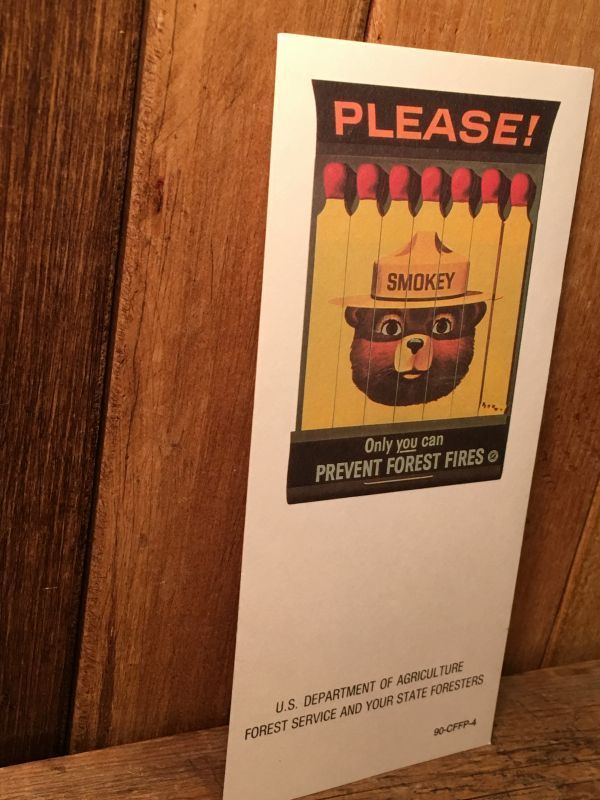 PLEASE!
SMOKEY
Only you can
PREVENT FOREST FIRES
U.S. DEPARTMENT OF AGRICULTURE
FOREST SERVICE AND YOUR STATE FORESTERS
90-CFFP-4